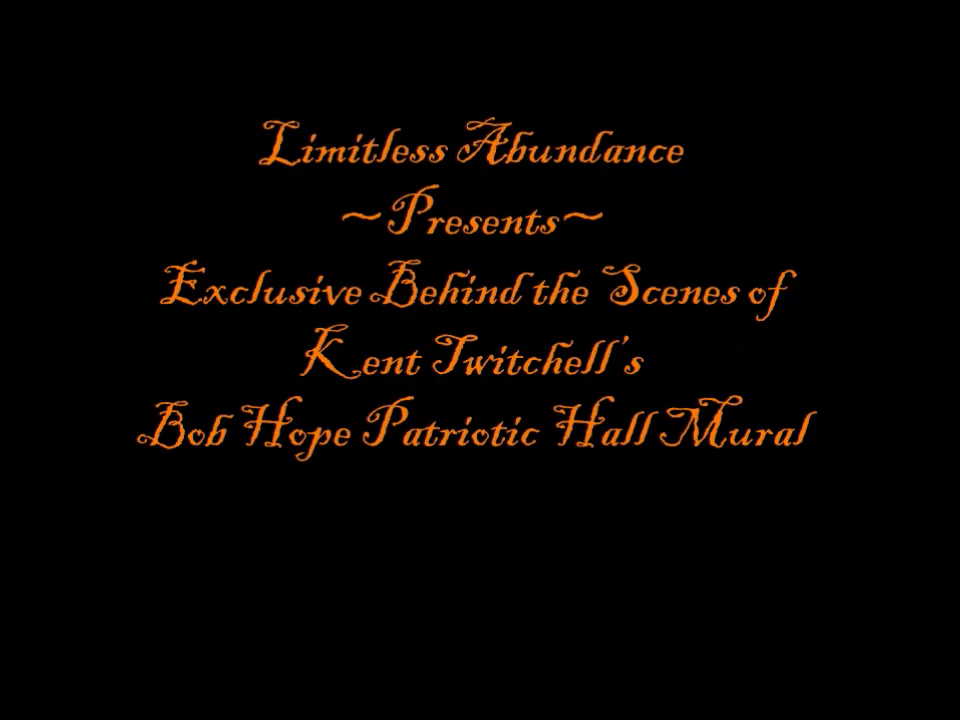 Limitless Abundance
~Presents~
Exclusive Behind the Scenes of
Kent Twitchell's
Bob Hope Patriotic Hall Mural